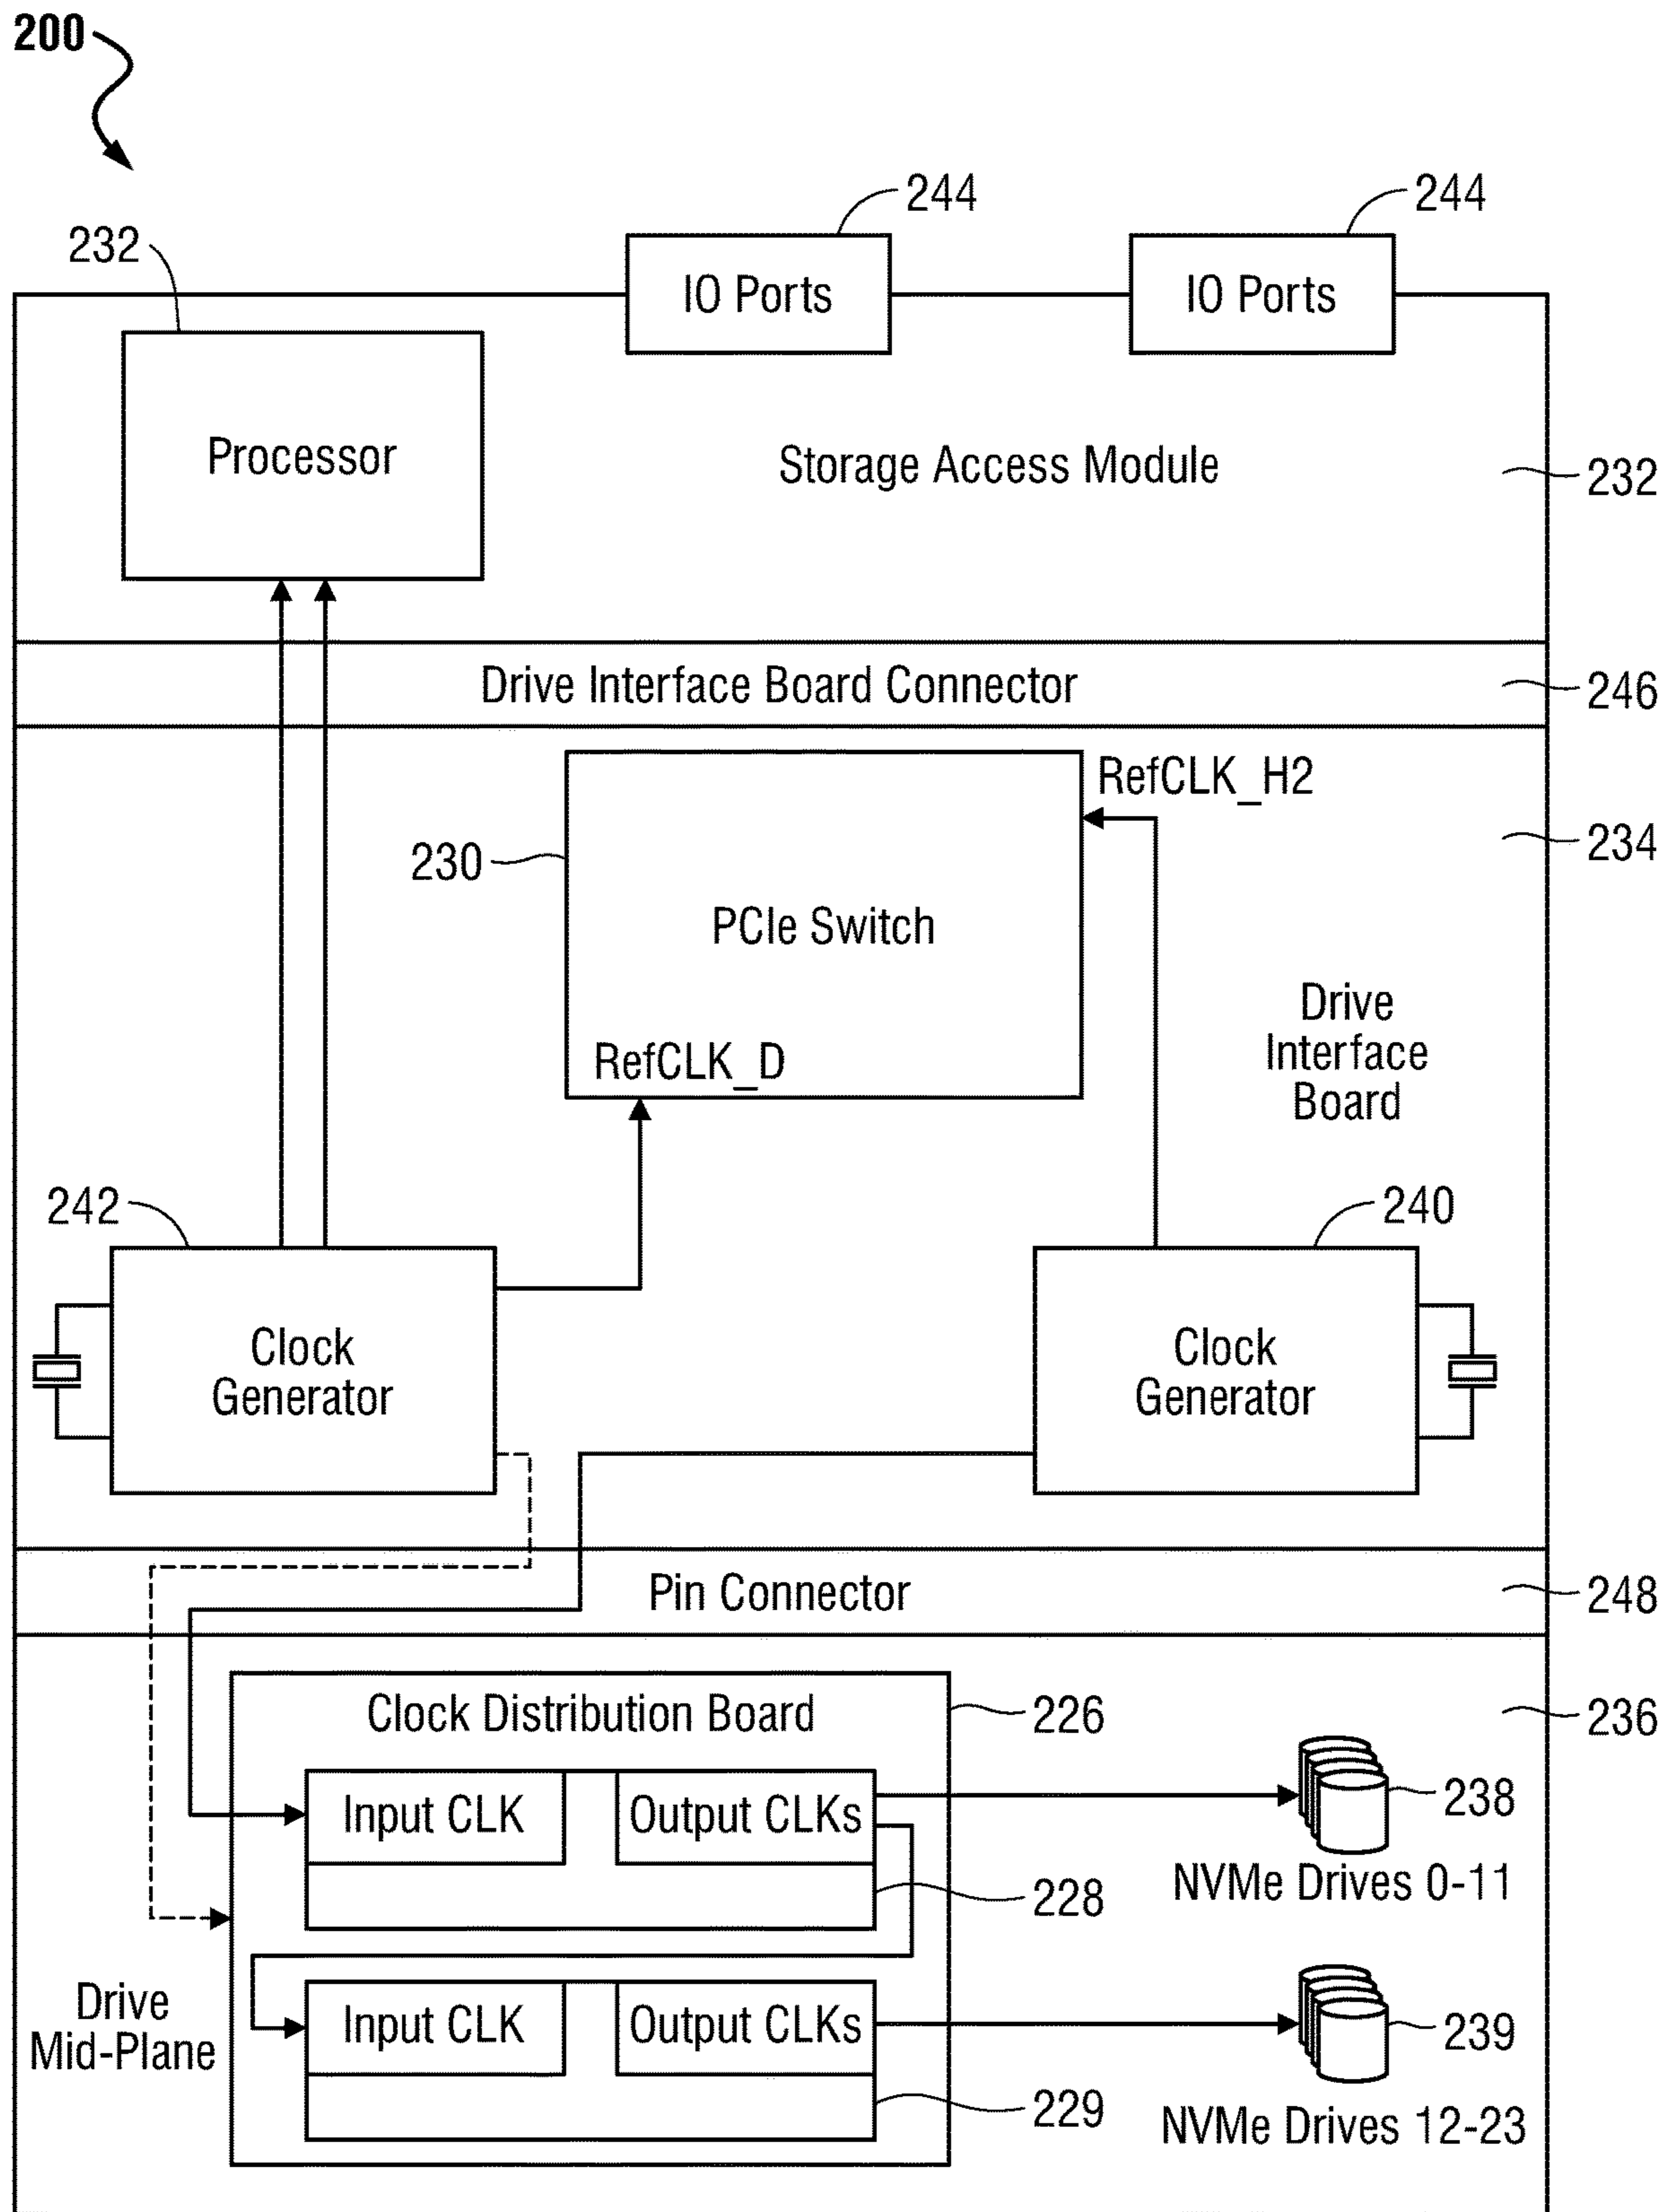 200
244
244
232
IO Ports
IO Ports
Processor
Storage Access Module
232
Drive Interface Board Connector
246
RefCLK_H2
234
230
PCIe Switch
Drive
Interface
Board
RefCLK_D
242
240
Clock
Generator
Clock
Generator
Pin Connector
248
Clock Distribution Board
226
236
Input CLK
Output CLKs
238
228
NVMe Drives 0-11
Drive
Mid-Plane
Input CLK
Output CLKs
239
229
NVMe Drives 12-23